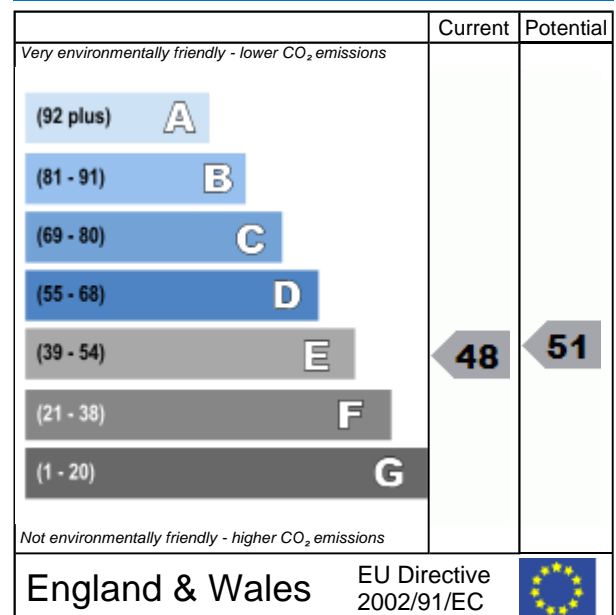 Current Potential
Very environmentally friendly - lower CO₂ emissions
(92 plus) A
(81 - 91) B
(69 - 80) C
(55 - 68) D
(39 - 54) E 48 51
(21 - 38) F
(1 - 20) G
Not environmentally friendly - higher CO₂ emissions
England & Wales
EU Directive
2002/91/EC